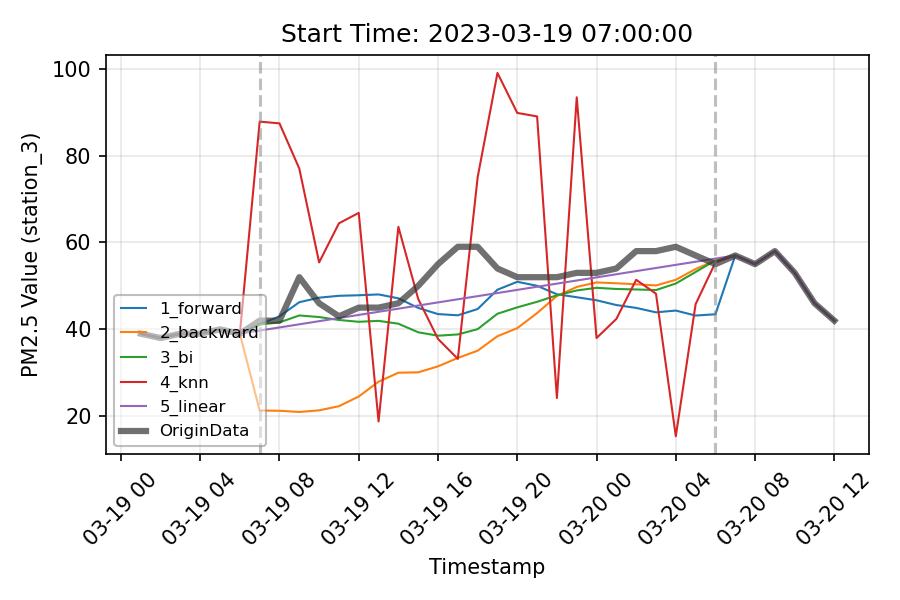 Start Time: 2023-03-19 07:00:00
PM2.5 Value (station_3)
100
80
60
40
20
1_forward
2_backward
3_bi
4_knn
5_linear
OriginData
03-19 00
03-19 04
03-19 08
03-19 12
03-19 16
03-19 20
03-20 00
03-20 04
03-20 08
03-20 12
Timestamp